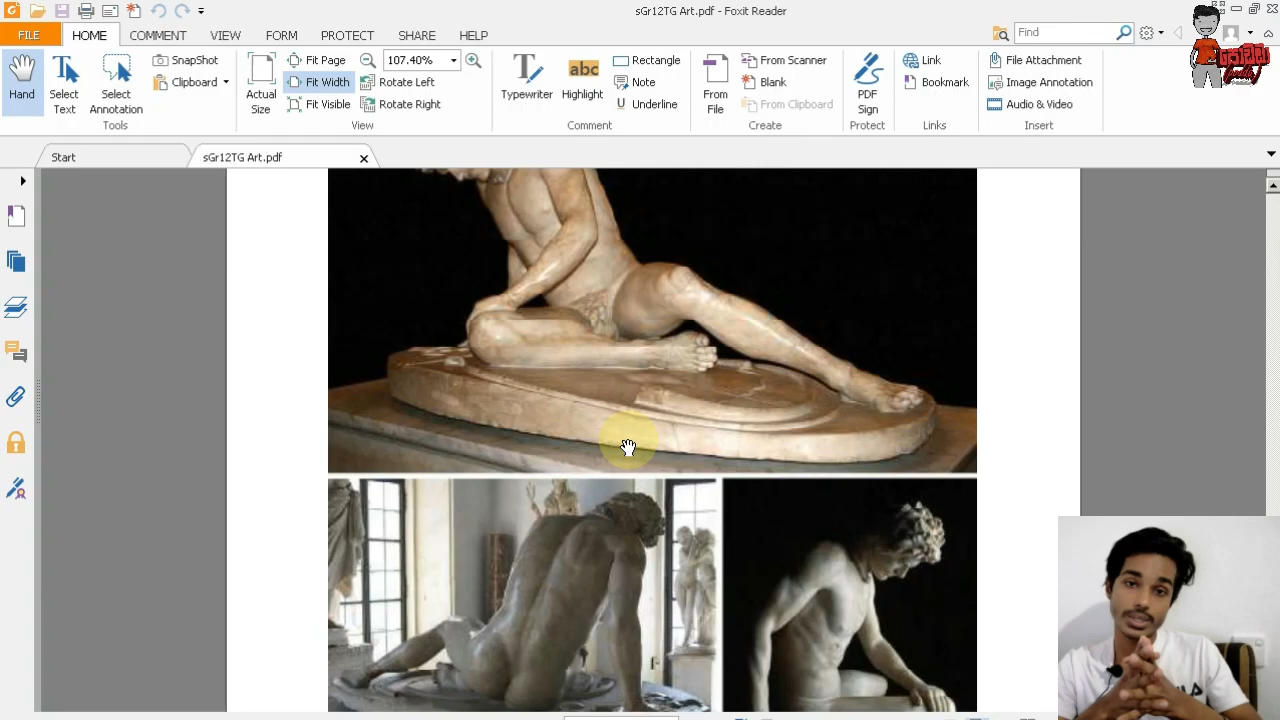 sGr12TG Art.pdf - Foxit Reader
FILE HOME COMMENT VIEW FORM PROTECT SHARE HELP
Find
Hand
Select Text
Select Annotation
SnapShot
Clipboard
Tools
Actual Size
Fit Page
Fit Width
Fit Visible
107.40%
Rotate Left
Rotate Right
View
Typewriter
Highlight
Rectangle
Note
Underline
Comment
From File
From Scanner
Blank
From Clipboard
Create
PDF Sign
Protect
Link
Bookmark
Links
File Attachment
Image Annotation
Audio & Video
Insert
Start
sGr12TG Art.pdf